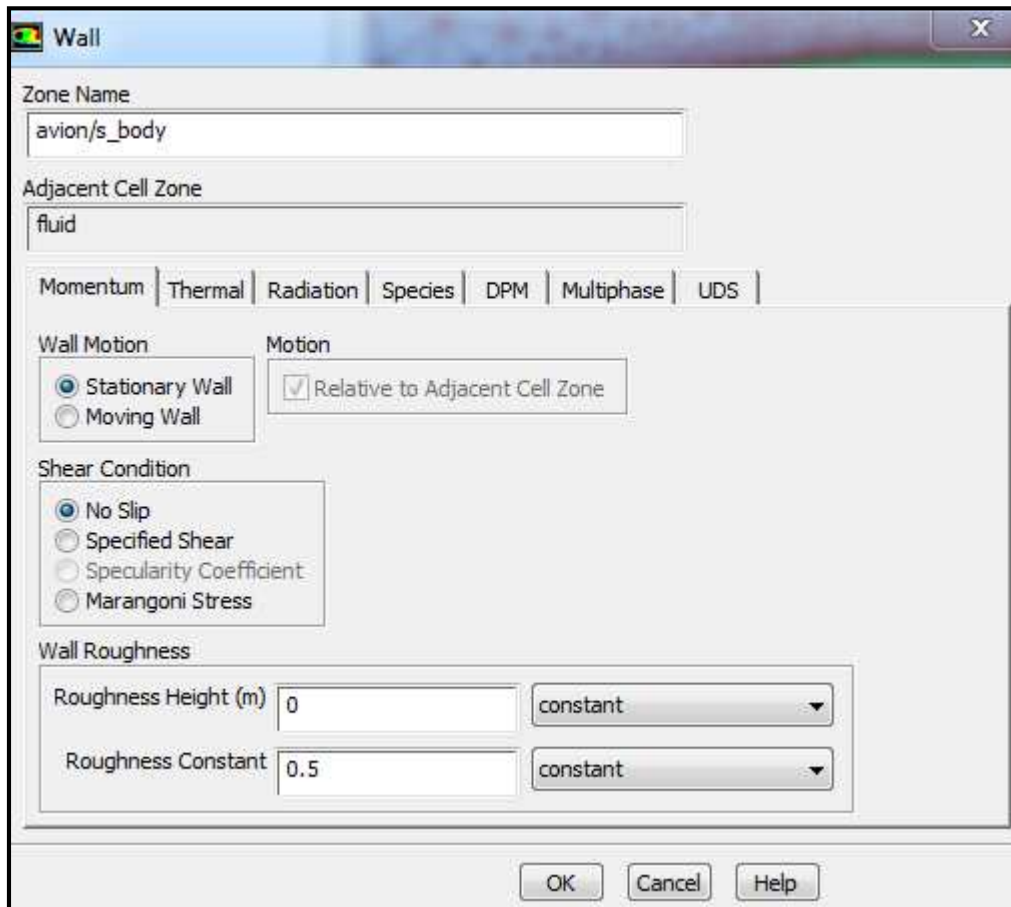 Wall
Zone Name
avion/s_body
Adjacent Cell Zone
fluid
Momentum Thermal Radiation Species DPM Multiphase UDS
Wall Motion Motion
Stationary Wall Relative to Adjacent Cell Zone
Moving Wall
Shear Condition
No Slip
Specified Shear
Specularity Coefficient
Marangoni Stress
Wall Roughness
Roughness Height (m) 0 constant
Roughness Constant 0.5 constant
OK Cancel Help